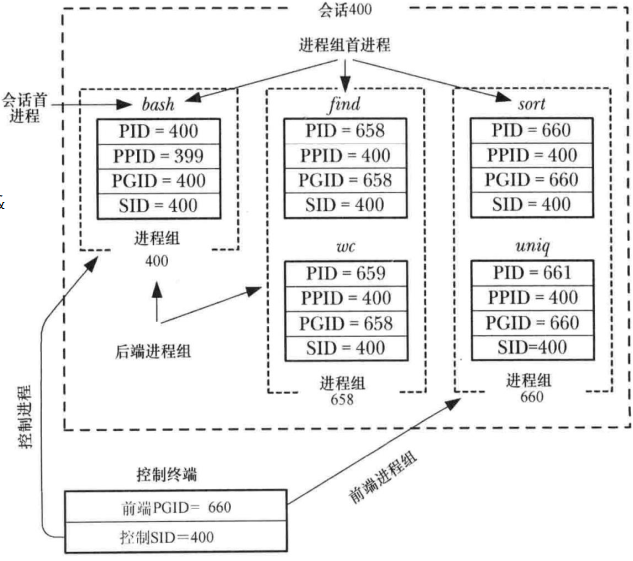 会话400
进程组首进程
会话首
进程
bash
PID = 400
PPID = 399
PGID = 400
SID = 400
进程组
400
find
PID = 658
PPID = 400
PGID = 658
SID = 400
wc
PID = 659
PPID = 400
PGID = 658
SID = 400
进程组
658
sort
PID = 660
PPID = 400
PGID = 660
SID = 400
uniq
PID = 661
PPID = 400
PGID = 660
SID=400
进程组
660
后端进程组
控制进程
前端进程组
控制终端
前端PGID= 660
控制SID=400